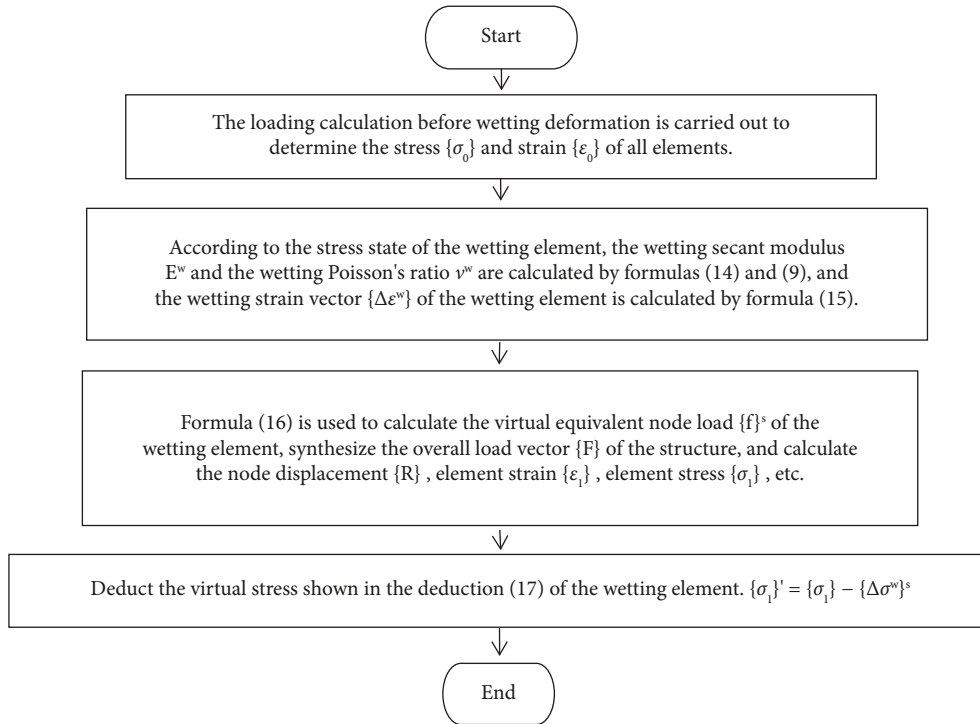 Start
The loading calculation before wetting deformation is carried out to
determine the stress {σ₀} and strain {ε₀} of all elements.
According to the stress state of the wetting element, the wetting secant modulus
Eʷ and the wetting Poisson's ratio νʷ are calculated by formulas (14) and (9), and
the wetting strain vector {Δεʷ} of the wetting element is calculated by formula (15).
Formula (16) is used to calculate the virtual equivalent node load {f}ˢ of the
wetting element, synthesize the overall load vector {F} of the structure, and calculate
the node displacement {R} , element strain {ε₁} , element stress {σ₁} , etc.
Deduct the virtual stress shown in the deduction (17) of the wetting element. {σ₁}' = {σ₁} − {Δσʷ}ˢ
End